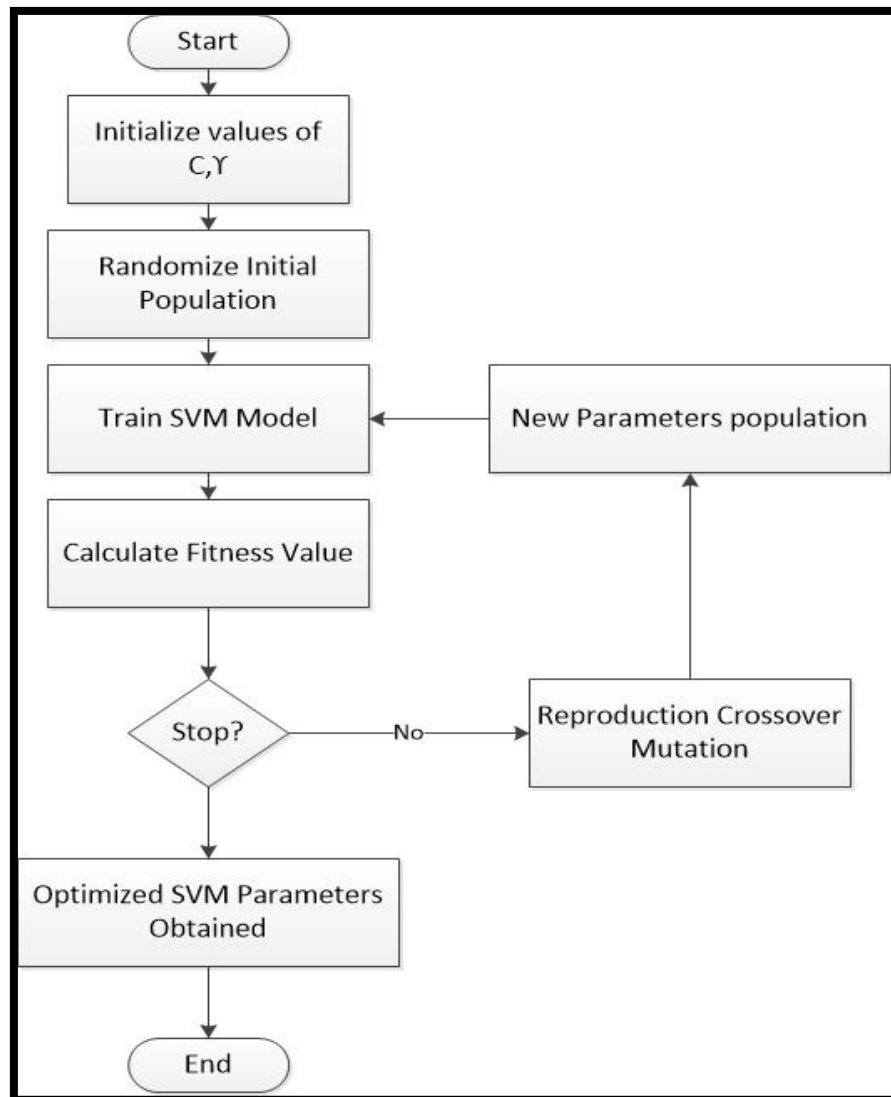 Start
Initialize values of
C,ϒ
Randomize Initial
Population
Train SVM Model
New Parameters population
Calculate Fitness Value
Stop?
No
Reproduction Crossover
Mutation
Optimized SVM Parameters
Obtained
End